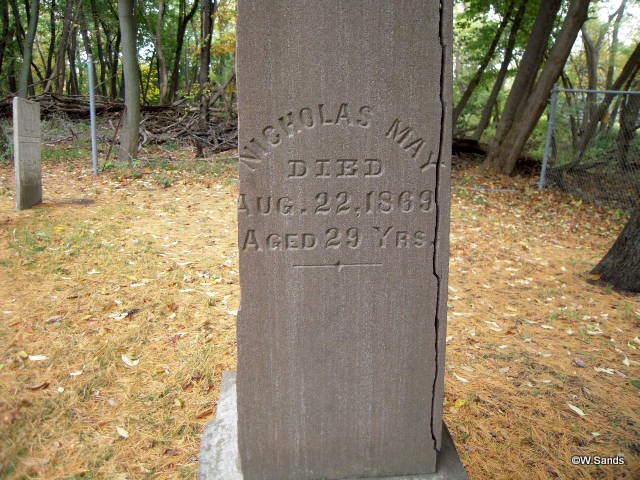 NICHOLAS MAY
DIED
AUG. 22, 1869
AGED 29 YRS.
©W.Sands